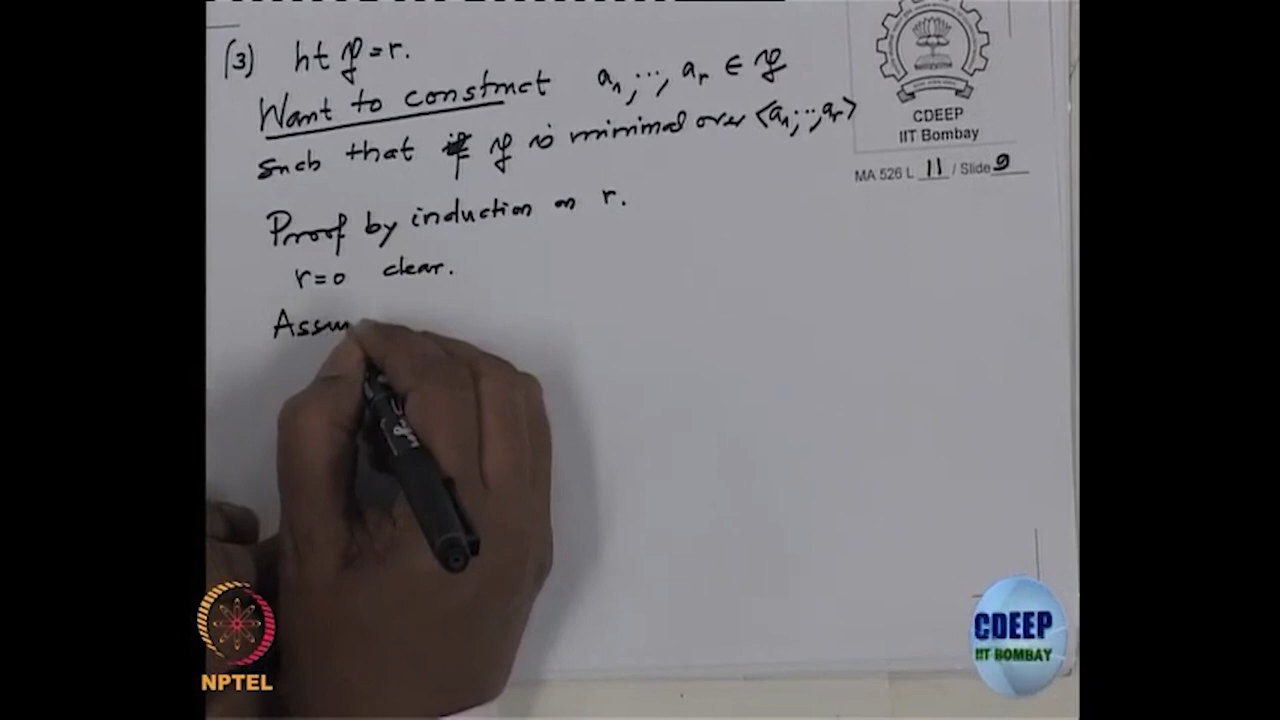 (3) ht 𝔭 = r.
Want to construct a₁, ..., aᵣ ∈ 𝔭
such that 𝔭 is minimal over <a₁, ..., aᵣ>
Proof by induction on r.
r=0 clear.
Assum
CDEEP
IIT Bombay
MA 526 L 11 / Slide 9
NPTEL
CDEEP
IIT BOMBAY